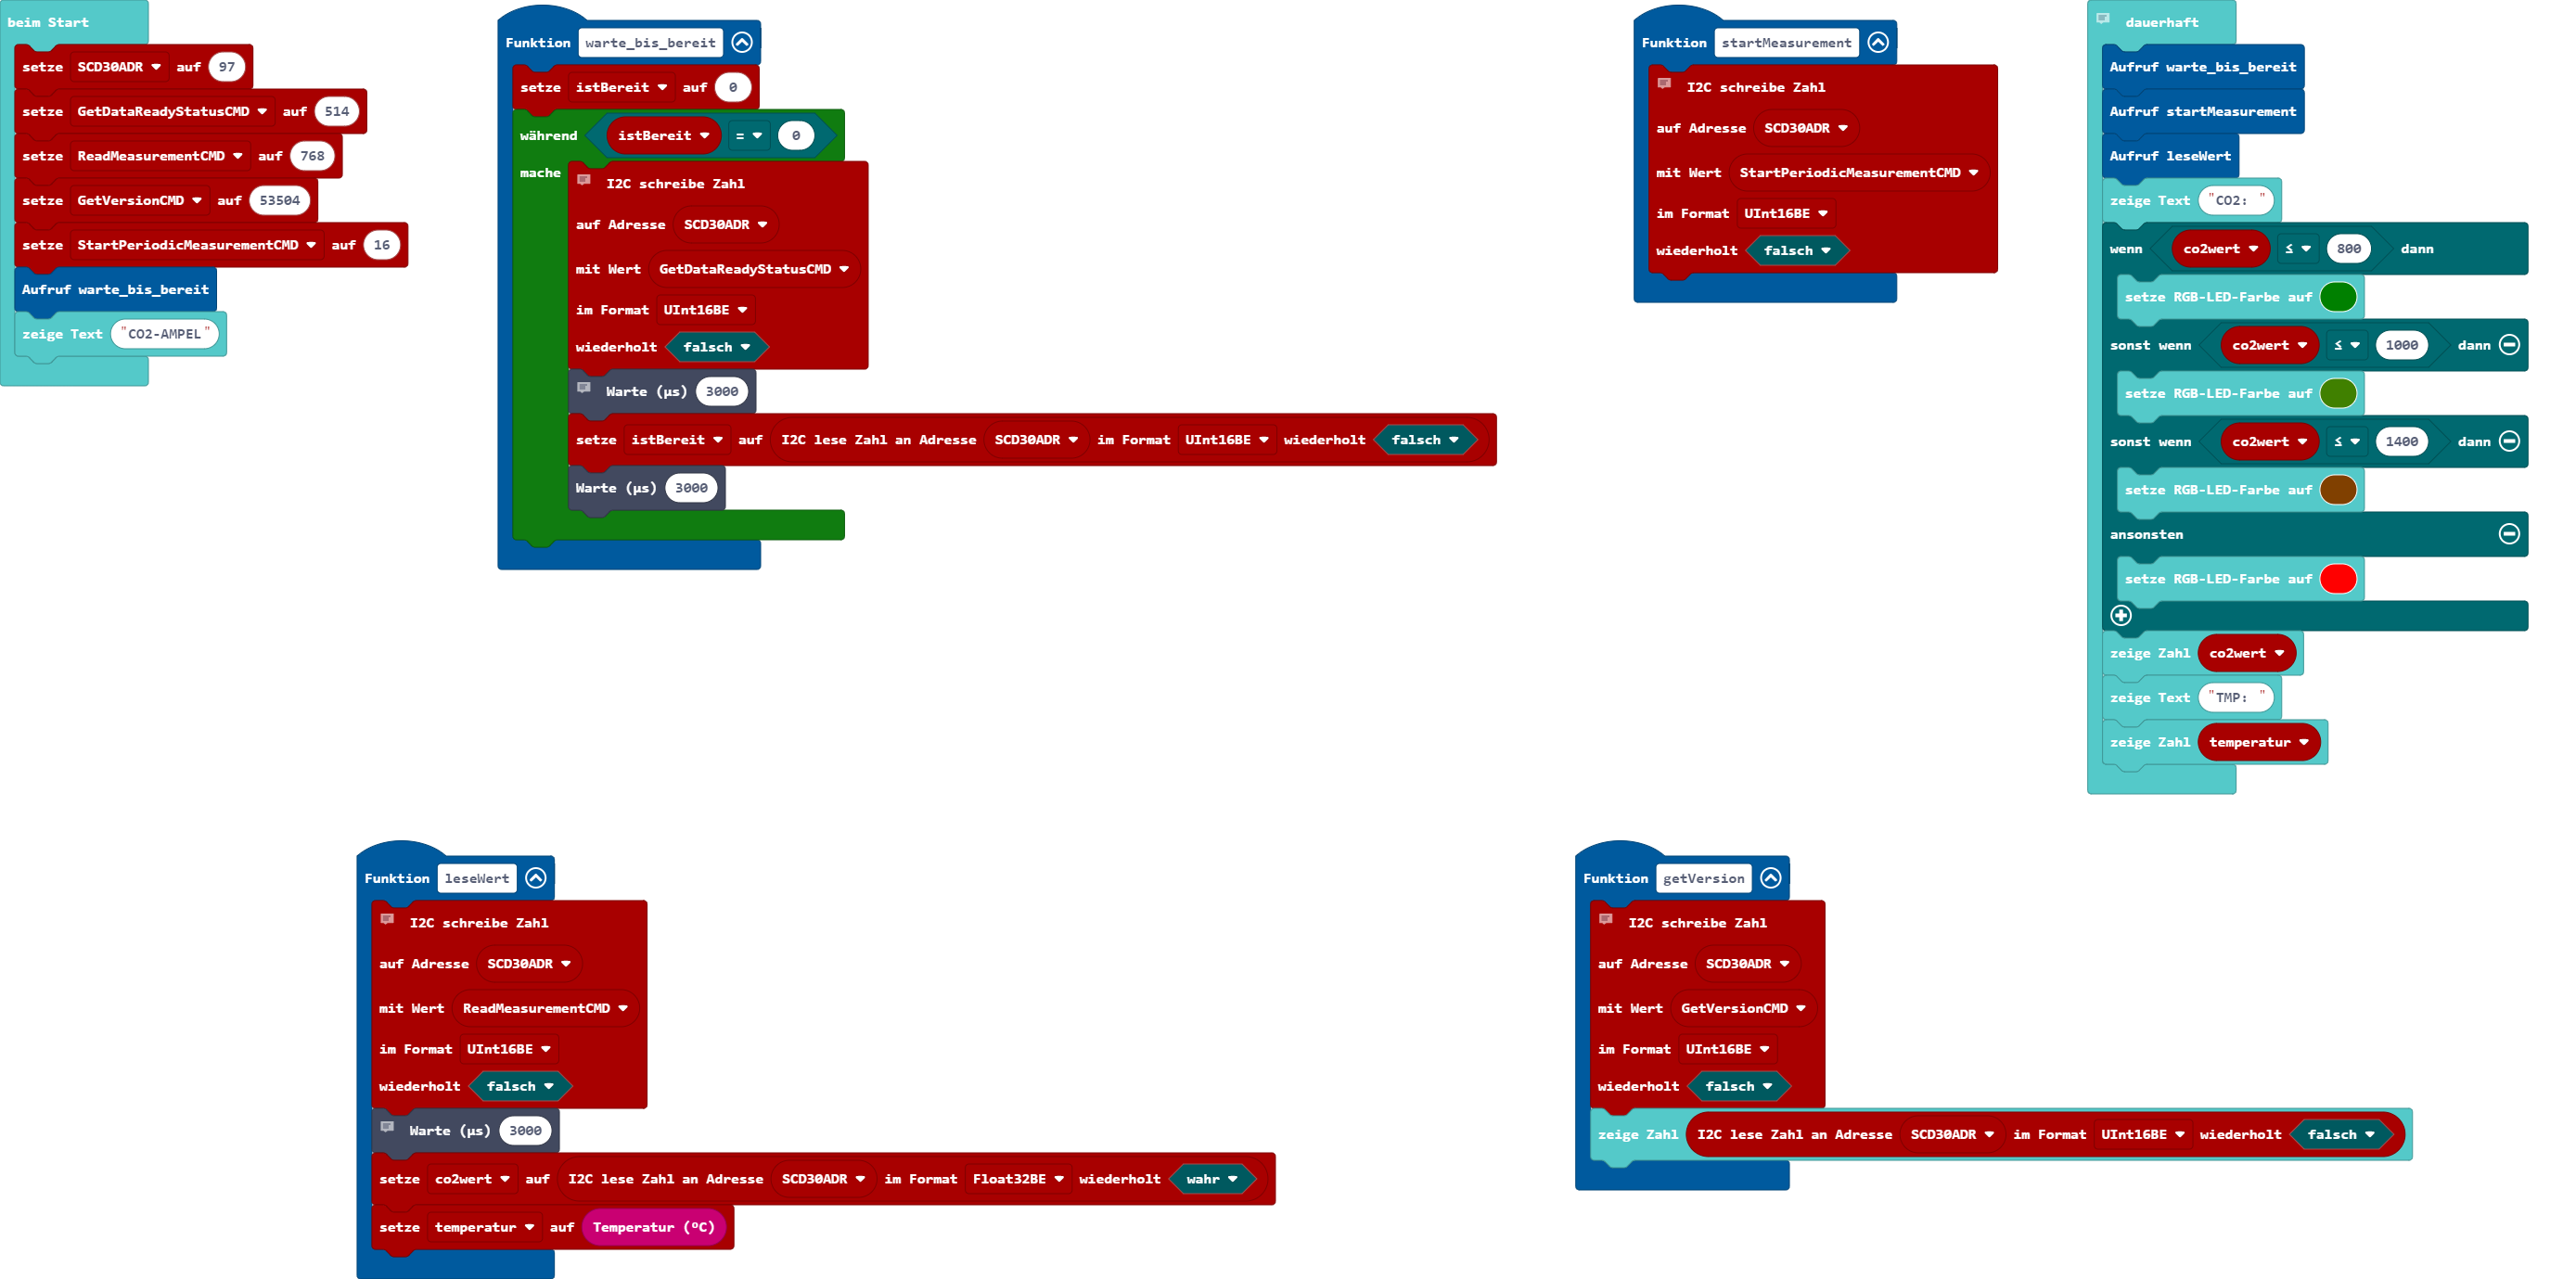 beim Start
setze SCD30ADR auf 97
setze GetDataReadyStatusCMD auf 514
setze ReadMeasurementCMD auf 768
setze GetVersionCMD auf 53504
setze StartPeriodicMeasurementCMD auf 16
Aufruf warte_bis_bereit
zeige Text "CO2-AMPEL"
Funktion warte_bis_bereit
setze istBereit auf 0
während istBereit = 0
mache
I2C schreibe Zahl
auf Adresse SCD30ADR
mit Wert GetDataReadyStatusCMD
im Format UInt16BE
wiederholt falsch
Warte (µs) 3000
setze istBereit auf I2C lese Zahl an Adresse SCD30ADR im Format UInt16BE wiederholt falsch
Warte (µs) 3000
Funktion startMeasurement
I2C schreibe Zahl
auf Adresse SCD30ADR
mit Wert StartPeriodicMeasurementCMD
im Format UInt16BE
wiederholt falsch
dauerhaft
Aufruf warte_bis_bereit
Aufruf startMeasurement
Aufruf leseWert
zeige Text "CO2: "
wenn co2wert ≤ 800 dann
setze RGB-LED-Farbe auf
sonst wenn co2wert ≤ 1000 dann
setze RGB-LED-Farbe auf
sonst wenn co2wert ≤ 1400 dann
setze RGB-LED-Farbe auf
ansonsten
setze RGB-LED-Farbe auf
zeige Zahl co2wert
zeige Text "TMP: "
zeige Zahl temperatur
Funktion leseWert
I2C schreibe Zahl
auf Adresse SCD30ADR
mit Wert ReadMeasurementCMD
im Format UInt16BE
wiederholt falsch
Warte (µs) 3000
setze co2wert auf I2C lese Zahl an Adresse SCD30ADR im Format Float32BE wiederholt wahr
setze temperatur auf Temperatur (°C)
Funktion getVersion
I2C schreibe Zahl
auf Adresse SCD30ADR
mit Wert GetVersionCMD
im Format UInt16BE
wiederholt falsch
zeige Zahl I2C lese Zahl an Adresse SCD30ADR im Format UInt16BE wiederholt falsch